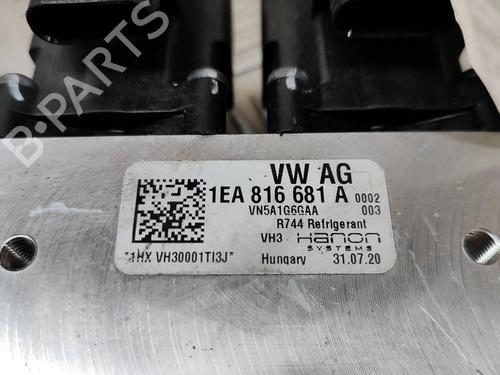 B-PARTS
VW AG
1EA 816 681 A 0002
VN5A1G6GAA 003
R744 Refrigerant
VH3 Hanon
SYSTEMS
*1HX VH30001TI3J* Hungary 31.07.20